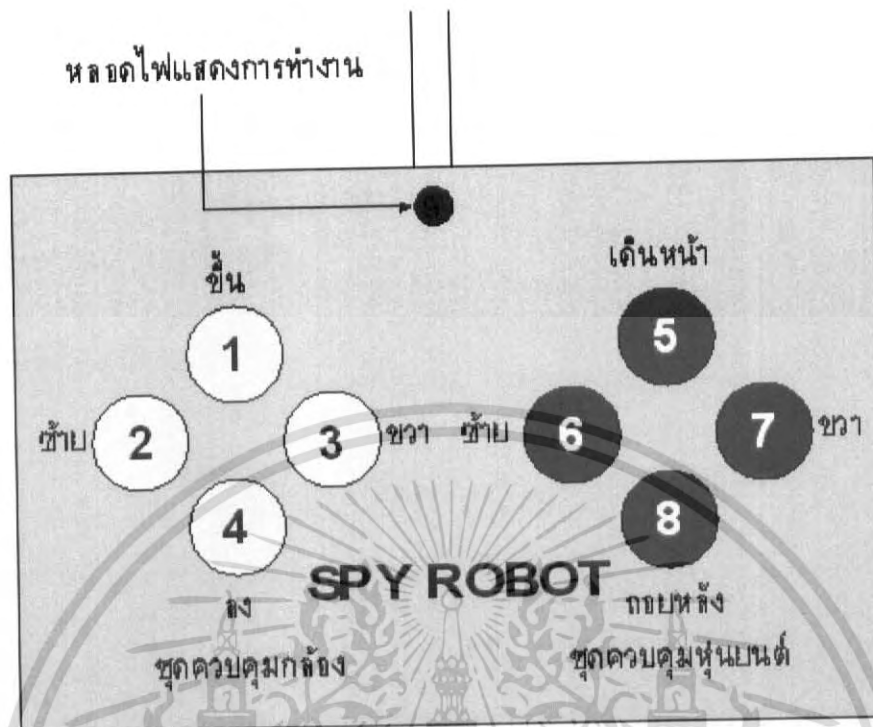 หลอดไฟแสดงการทำงาน
9
ขึ้น
เดินหน้า
1
5
ซ้าย 2 3 ขวา
ซ้าย 6 7 ขวา
4
8
SPY ROBOT
ลง
ถอยหลัง
ชุดควบคุมกล้อง
ชุดควบคุมหุ่นยนต์